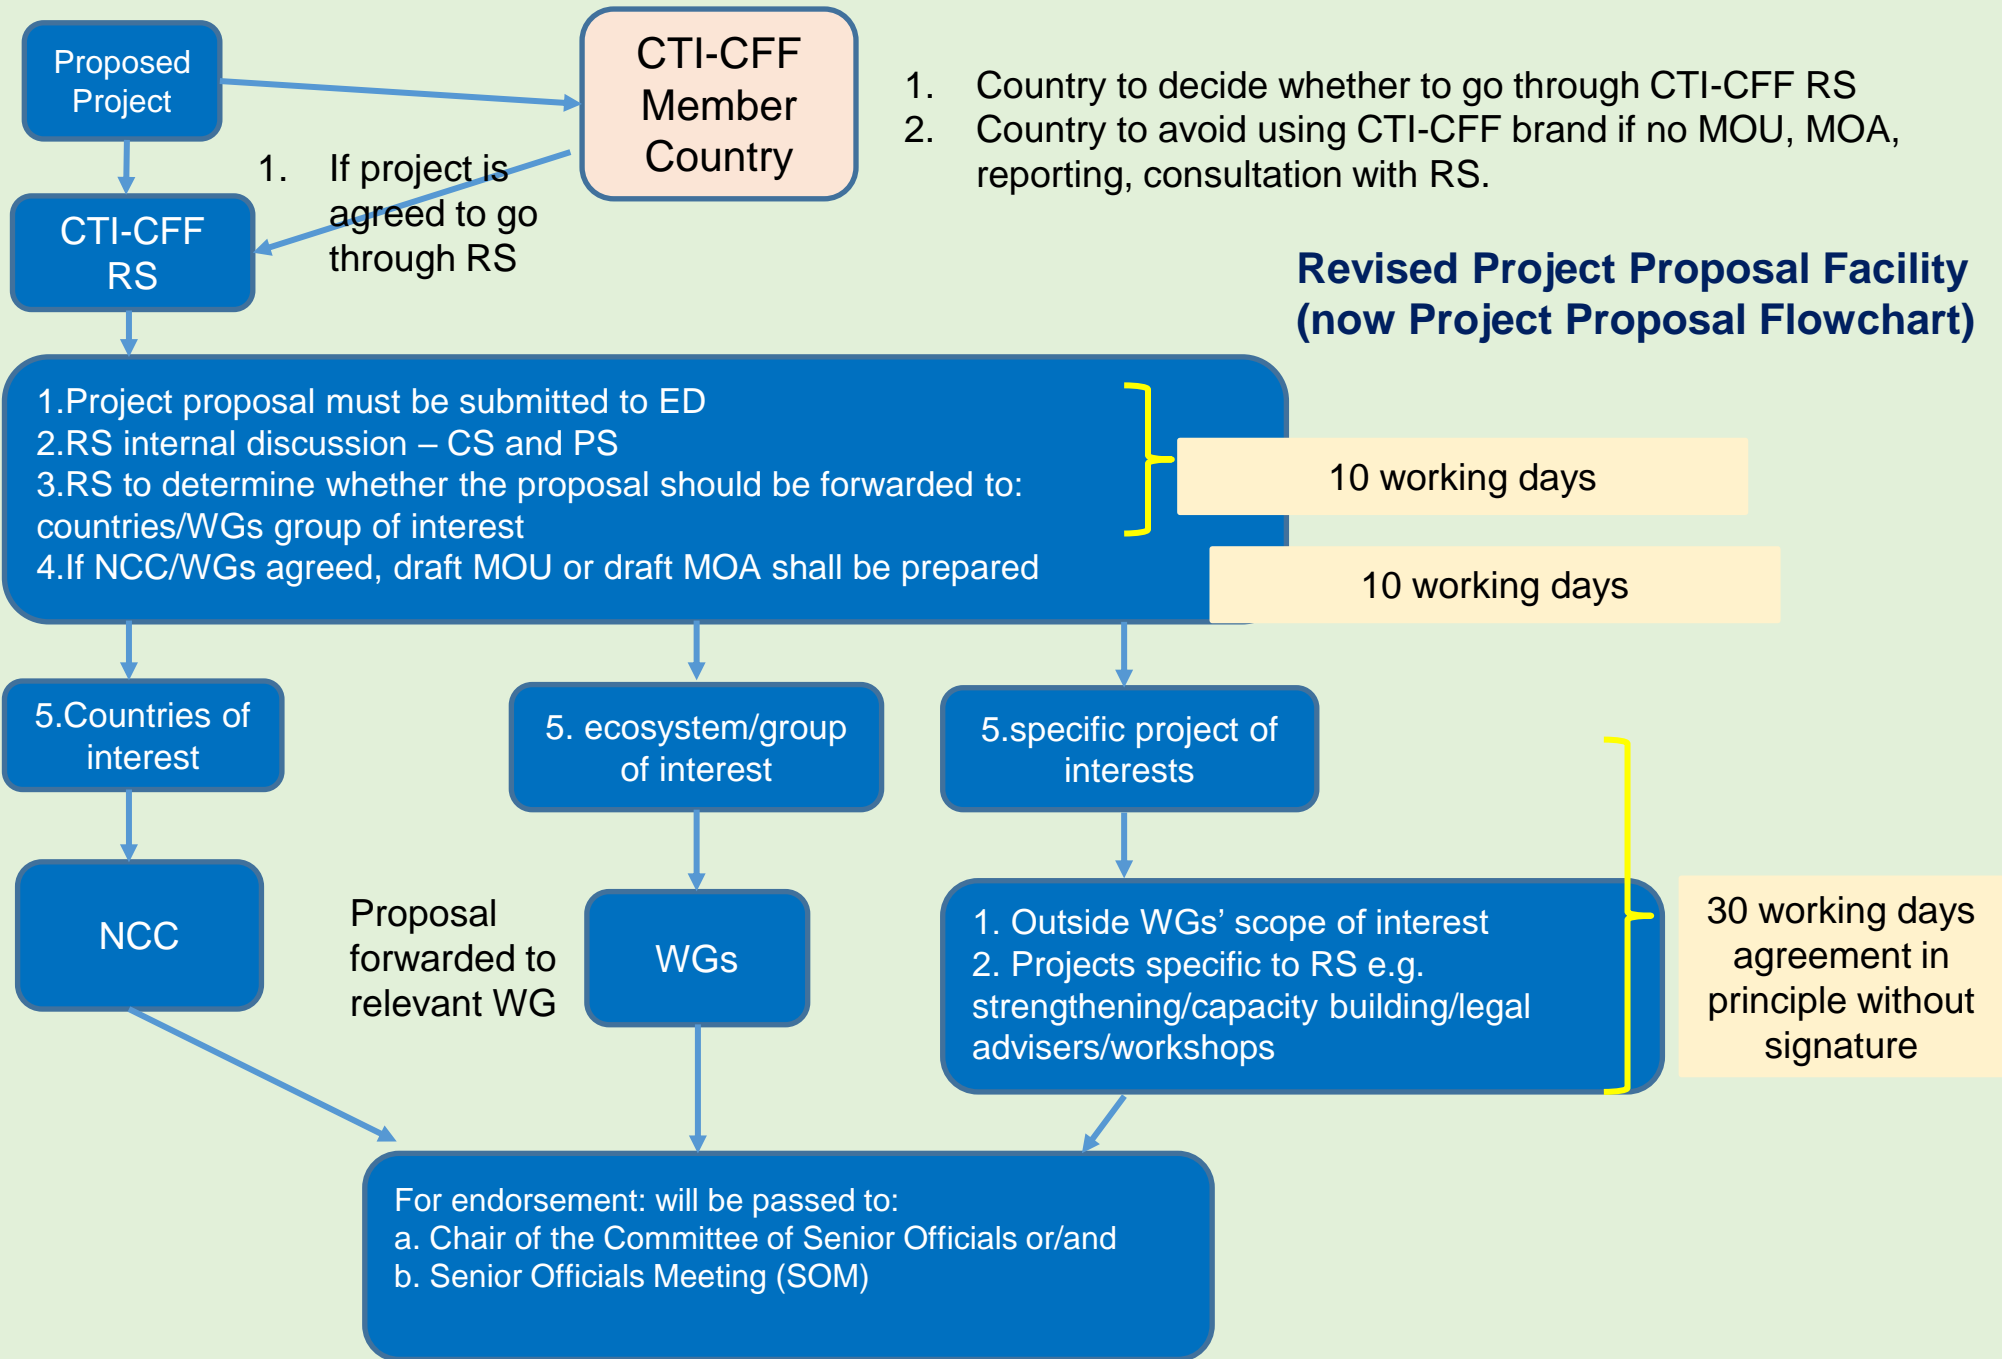 Proposed
Project
CTI-CFF
Member
Country
1. Country to decide whether to go through CTI-CFF RS
2. Country to avoid using CTI-CFF brand if no MOU, MOA,
reporting, consultation with RS.
1. If project is
agreed to go
through RS
CTI-CFF
RS
Revised Project Proposal Facility
(now Project Proposal Flowchart)
1.Project proposal must be submitted to ED
2.RS internal discussion – CS and PS
3.RS to determine whether the proposal should be forwarded to:
countries/WGs group of interest
4.If NCC/WGs agreed, draft MOU or draft MOA shall be prepared
10 working days
10 working days
5.Countries of
interest
5. ecosystem/group
of interest
5.specific project of
interests
NCC
Proposal
forwarded to
relevant WG
WGs
1. Outside WGs’ scope of interest
2. Projects specific to RS e.g.
strengthening/capacity building/legal
advisers/workshops
30 working days
agreement in
principle without
signature
For endorsement: will be passed to:
a. Chair of the Committee of Senior Officials or/and
b. Senior Officials Meeting (SOM)